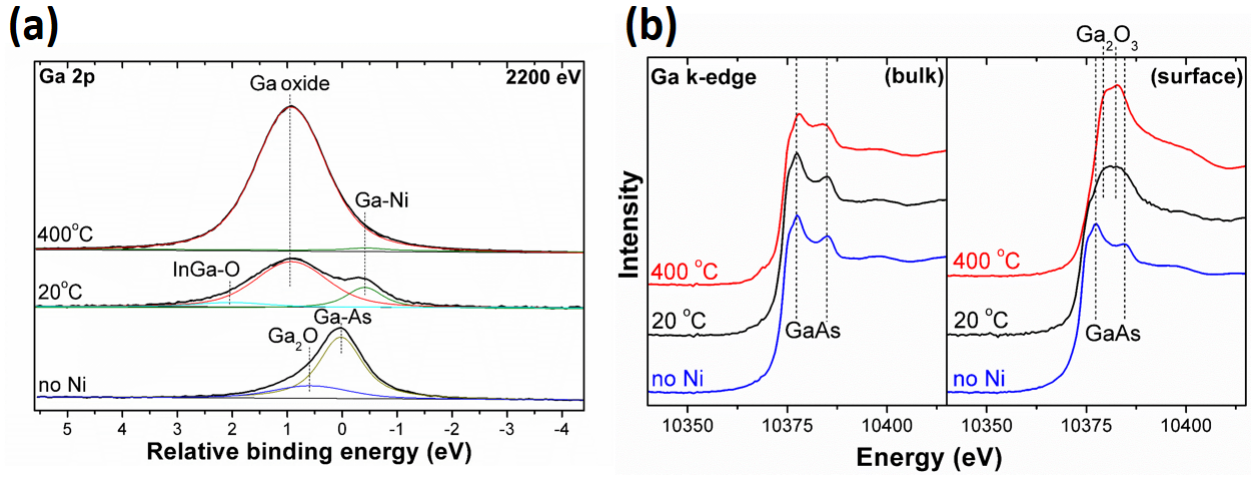 (a)
Ga 2p
2200 eV
Ga oxide
Ga-Ni
400°C
InGa-O
20°C
Ga-As
Ga₂O
no Ni
5 4 3 2 1 0 -1 -2 -3 -4
Relative binding energy (eV)
(b)
Ga₂O₃
Ga k-edge
(bulk)
(surface)
Intensity
400 °C
20 °C
GaAs
no Ni
400 °C
20 °C
GaAs
no Ni
10350 10375 10400
10350 10375 10400
Energy (eV)